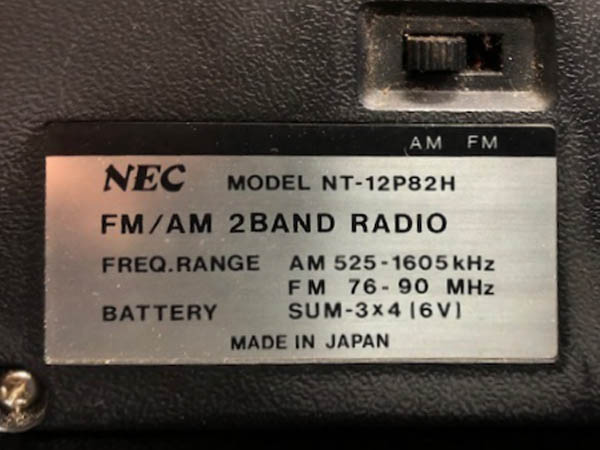 AM FM
NEC MODEL NT-12P82H
FM/AM 2BAND RADIO
FREQ.RANGE AM 525-1605kHz
FM 76-90 MHz
BATTERY SUM-3×4 (6V)
MADE IN JAPAN